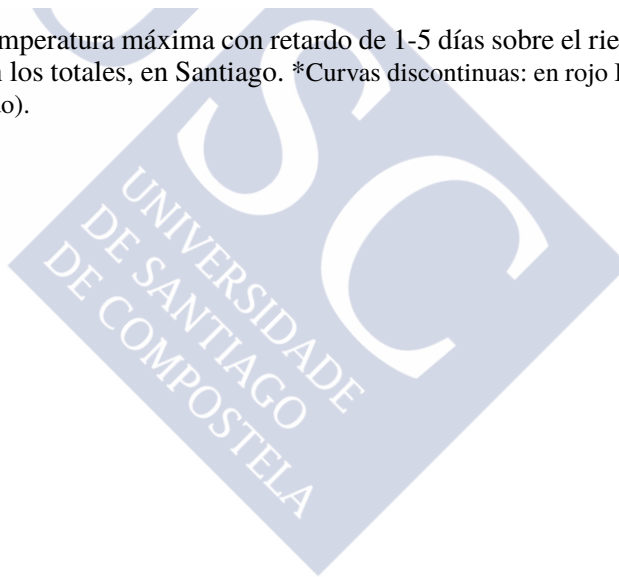 mperatura máxima con retardo de 1-5 días sobre el rie
los totales, en Santiago. *Curvas discontinuas: en rojo
o).
USC
UNIVERSIDADE
DE SANTIAGO
DE COMPOSTELA